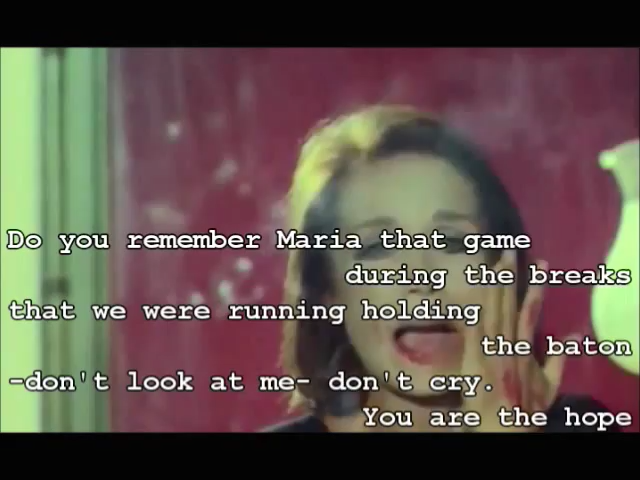 Do you remember Maria that game
during the breaks
that we were running holding
the baton
-don't look at me- don't cry.
You are the hope